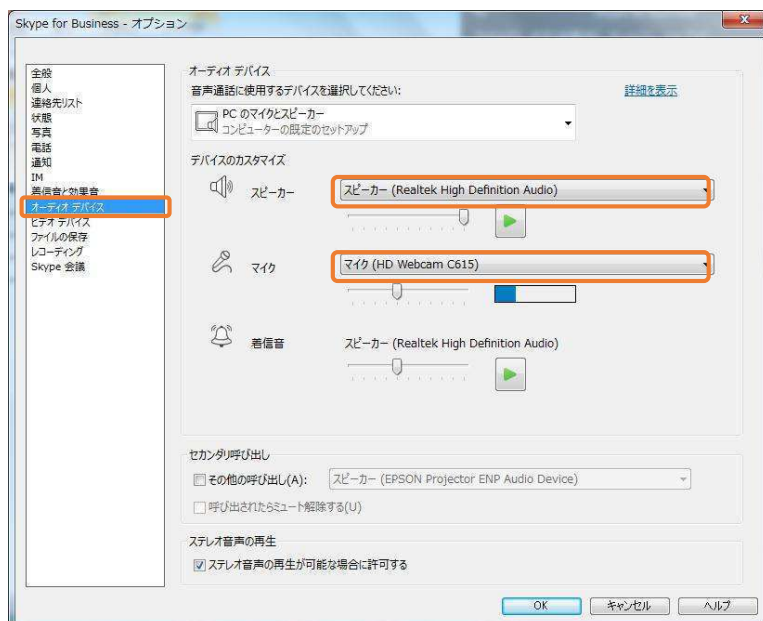 Skype for Business - オプション
全般
個人
連絡先リスト
状態
写真
電話
通知
IM
着信音と効果音
オーディオ デバイス
ビデオ デバイス
ファイルの保存
レコーディング
Skype 会議
オーディオ デバイス
音声通話に使用するデバイスを選択してください:
詳細を表示
PC のマイクとスピーカー
コンピューターの既定のセットアップ
デバイスのカスタマイズ
スピーカー
スピーカー (Realtek High Definition Audio)
マイク
マイク (HD Webcam C615)
着信音
スピーカー (Realtek High Definition Audio)
セカンダリ呼び出し
その他の呼び出し(A):
スピーカー (EPSON Projector ENP Audio Device)
呼び出されたらミュート解除する(U)
ステレオ音声の再生
ステレオ音声の再生が可能な場合に許可する
OK
キャンセル
ヘルプ